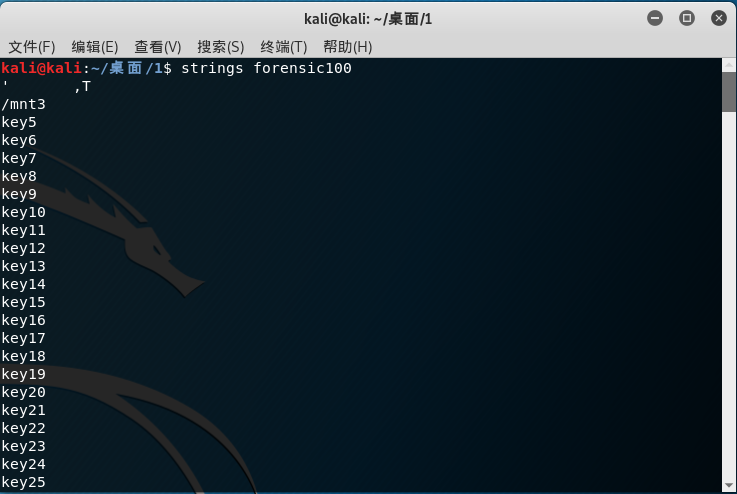 kali@kali: ~/桌面/1
文件(F) 编辑(E) 查看(V) 搜索(S) 终端(T) 帮助(H)
kali@kali:~/桌面/1$ strings forensic100
'       ,T
/mnt3
key5
key6
key7
key8
key9
key10
key11
key12
key13
key14
key15
key16
key17
key18
key19
key20
key21
key22
key23
key24
key25